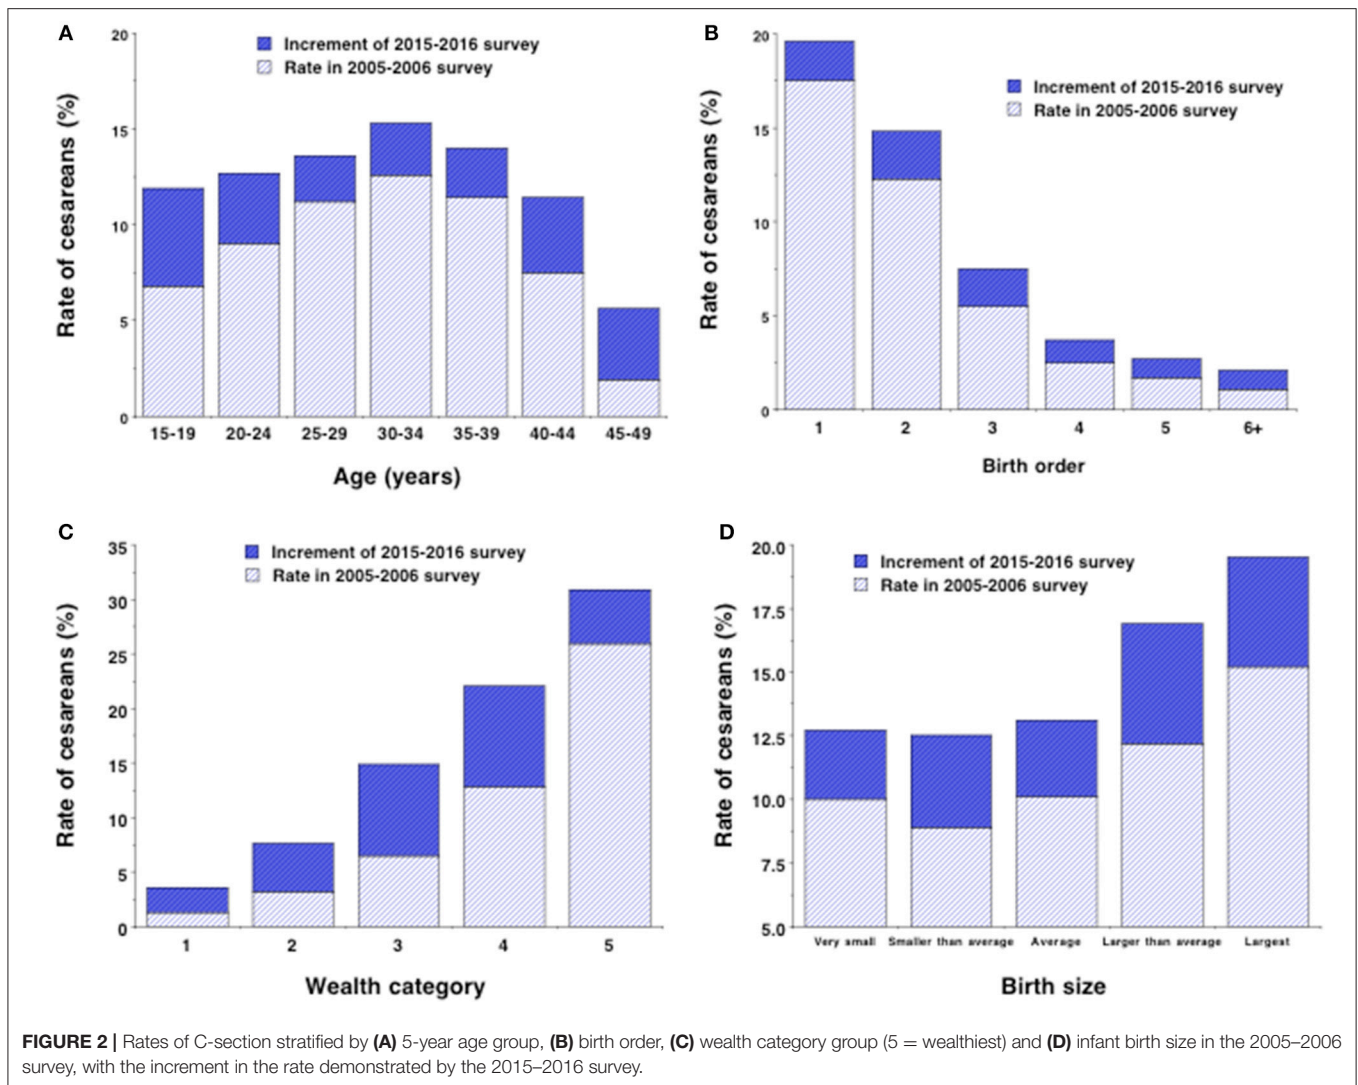 A
Increment of 2015-2016 survey
Rate in 2005-2006 survey
Rate of cesareans (%)
20
15
10
5
0
15-19 20-24 25-29 30-34 35-39 40-44 45-49
Age (years)
B
Increment of 2015-2016 survey
Rate in 2005-2006 survey
Rate of cesareans (%)
20
15
10
5
0
1 2 3 4 5 6+
Birth order
C
Increment of 2015-2016 survey
Rate in 2005-2006 survey
Rate of cesareans (%)
35
30
25
20
15
10
5
0
1 2 3 4 5
Wealth category
D
Increment of 2015-2016 survey
Rate in 2005-2006 survey
Rate of cesareans (%)
20.0
17.5
15.0
12.5
10.0
7.5
5.0
Very small Smaller than average Average Larger than average Largest
Birth size
FIGURE 2 | Rates of C-section stratified by (A) 5-year age group, (B) birth order, (C) wealth category group (5 = wealthiest) and (D) infant birth size in the 2005–2006
survey, with the increment in the rate demonstrated by the 2015–2016 survey.